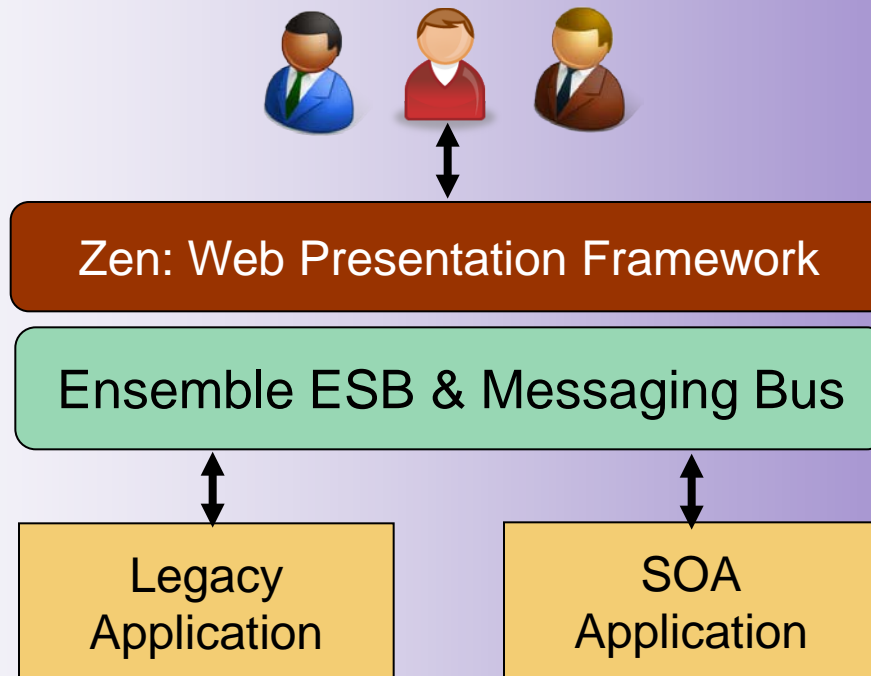 Zen: Web Presentation Framework
Ensemble ESB & Messaging Bus
Legacy
Application
SOA
Application